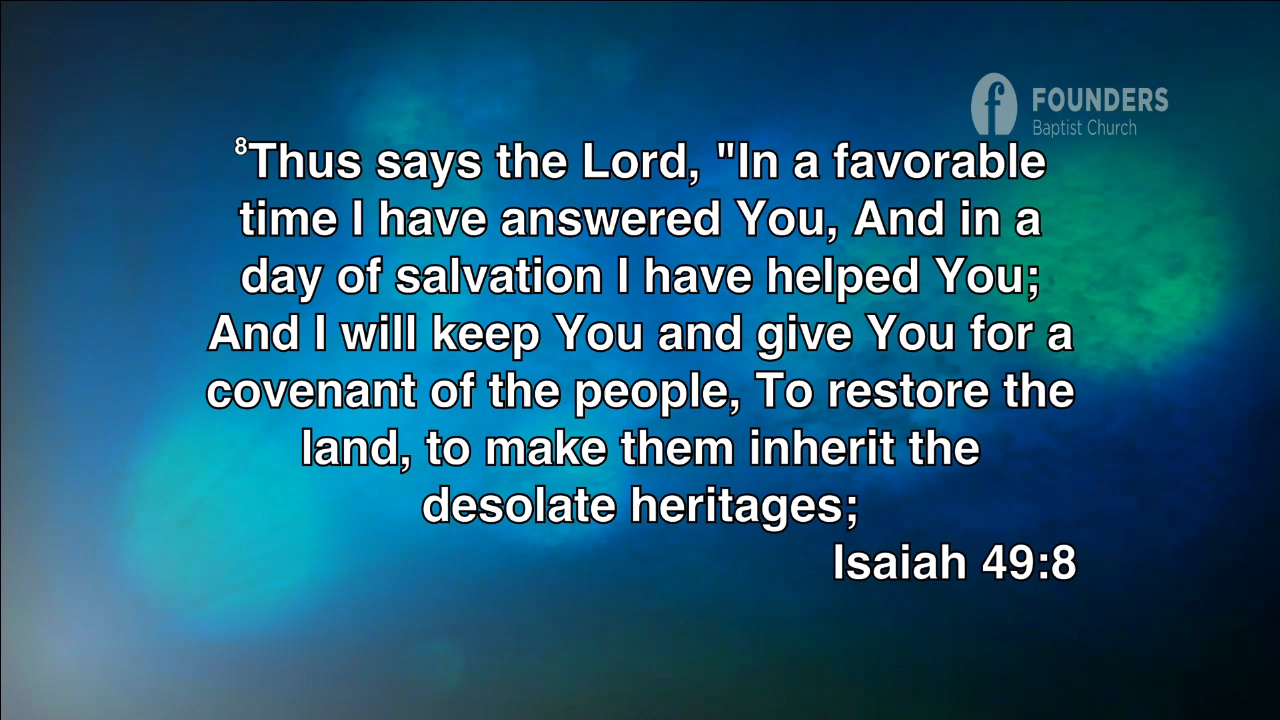 FOUNDERS
Baptist Church
8Thus says the Lord, "In a favorable
time I have answered You, And in a
day of salvation I have helped You;
And I will keep You and give You for a
covenant of the people, To restore the
land, to make them inherit the
desolate heritages;
Isaiah 49:8